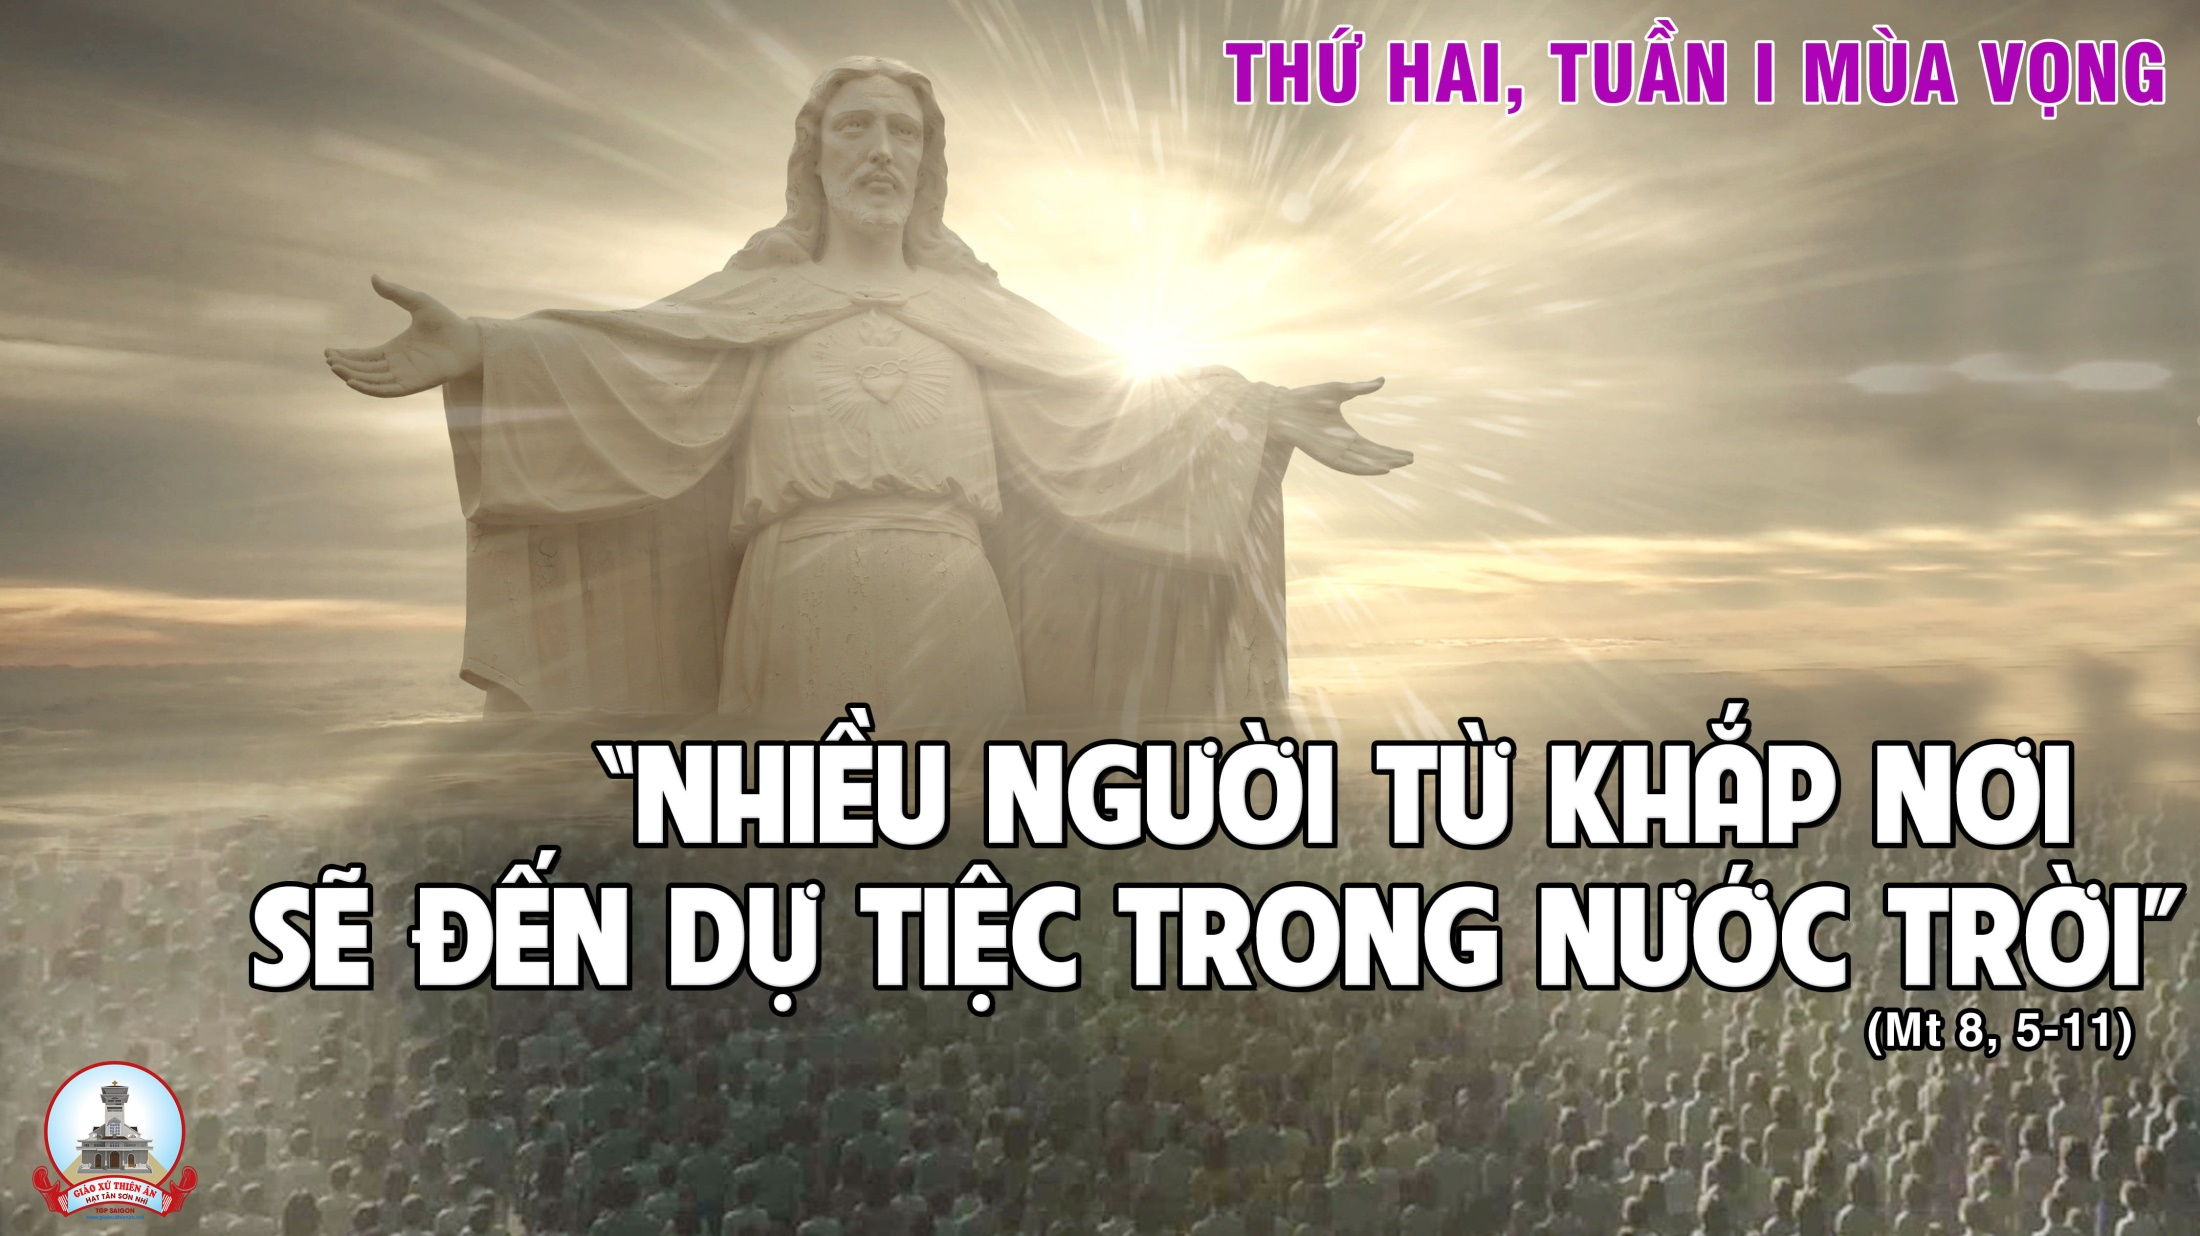 THỨ HAI, TUẦN I MÙA VỌNG
“NHIỀU NGƯỜI TỪ KHẮP NƠI
SẼ ĐẾN DỰ TIỆC TRONG NƯỚC TRỜI”
(Mt 8, 5-11)
GIÁO XỨ THIÊN ÂN
HẠT TÂN SƠN NHÌ
TGP SAIGON